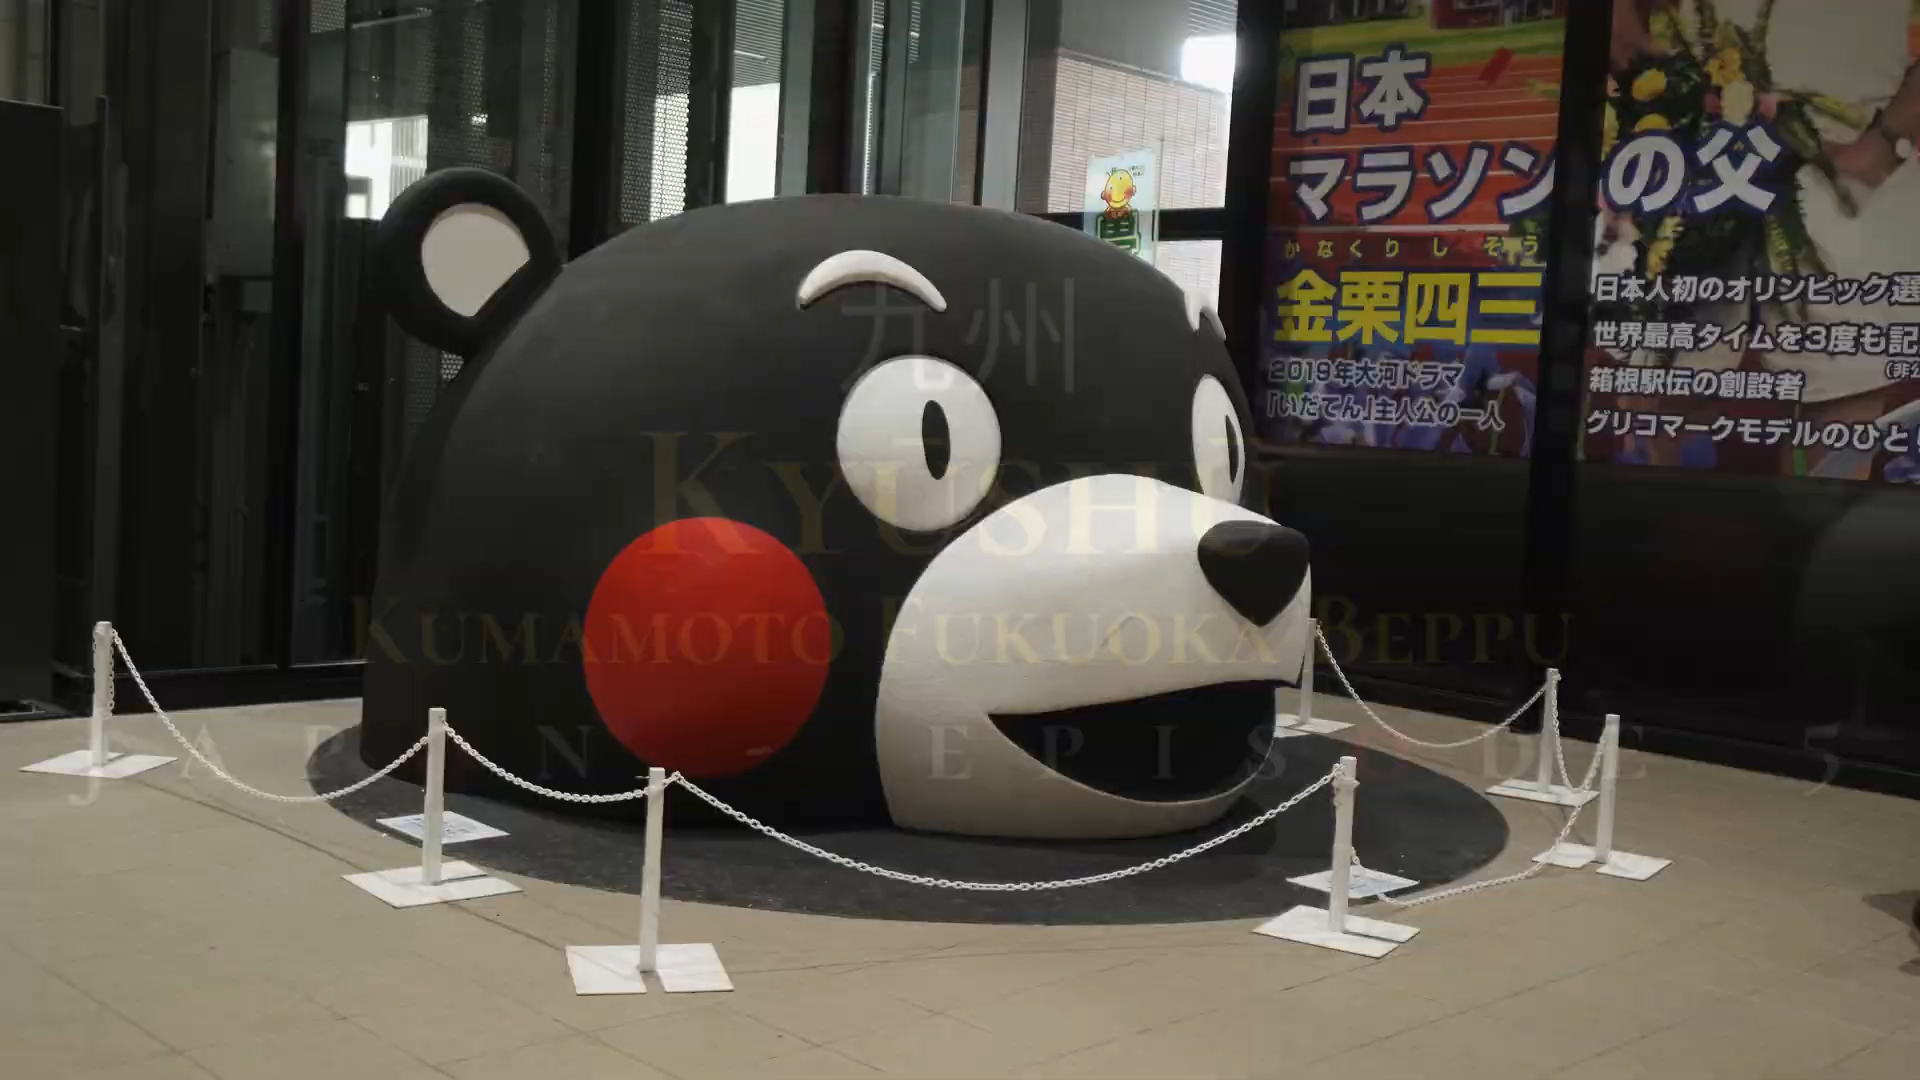 日本
マラソンの父
かなくりしそう
金栗四三
2019年大河ドラマ
「いだてん」主人公の一人
日本人初のオリンピック選
世界最高タイムを3度も記
(非公
箱根駅伝の創設者
グリコマークモデルのひと
九州
KYUSHU
KUMAMOTO FUKUOKA BEPPU
JAPAN - EPISODE 5